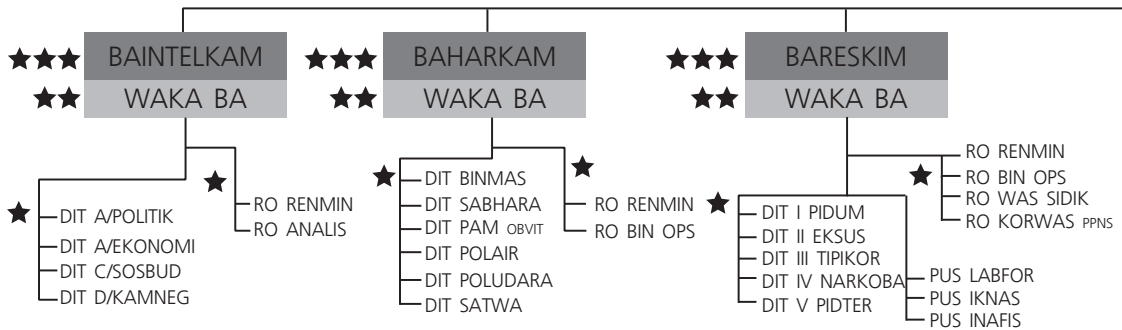 BAINTELKAM
WAKA BA
DIT A/POLITIK
DIT A/EKONOMI
DIT C/SOSBUD
DIT D/KAMNEG
RO RENMIN
RO ANALIS
BAHARKAM
WAKA BA
DIT BINMAS
DIT SABHARA
DIT PAM OBVIT
DIT POLAIR
DIT POLUDARA
DIT SATWA
RO RENMIN
RO BIN OPS
BARESKIM
WAKA BA
DIT I PIDUM
DIT II EKSUS
DIT III TIPIKOR
DIT IV NARKOBA
DIT V PIDTER
PUS LABFOR
PUS IKNAS
PUS INAFIS
RO RENMIN
RO BIN OPS
RO WAS SIDIK
RO KORWAS PPNS